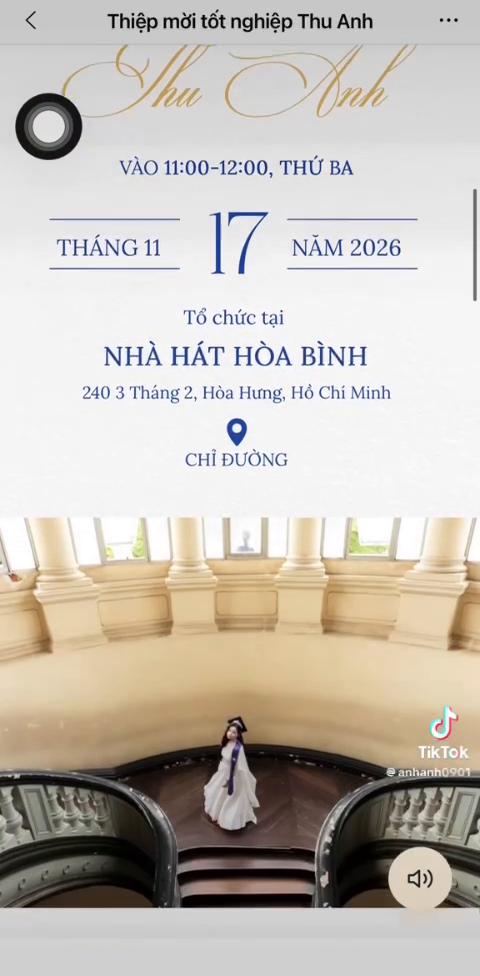 Thiệp mời tốt nghiệp Thu Anh
Thu Anh
VÀO 11:00-12:00, THỨ BA
THÁNG 11
17
NĂM 2026
Tổ chức tại
NHÀ HÁT HÒA BÌNH
240 3 Tháng 2, Hòa Hưng, Hồ Chí Minh
CHỈ ĐƯỜNG
TikTok
@anhanh0901